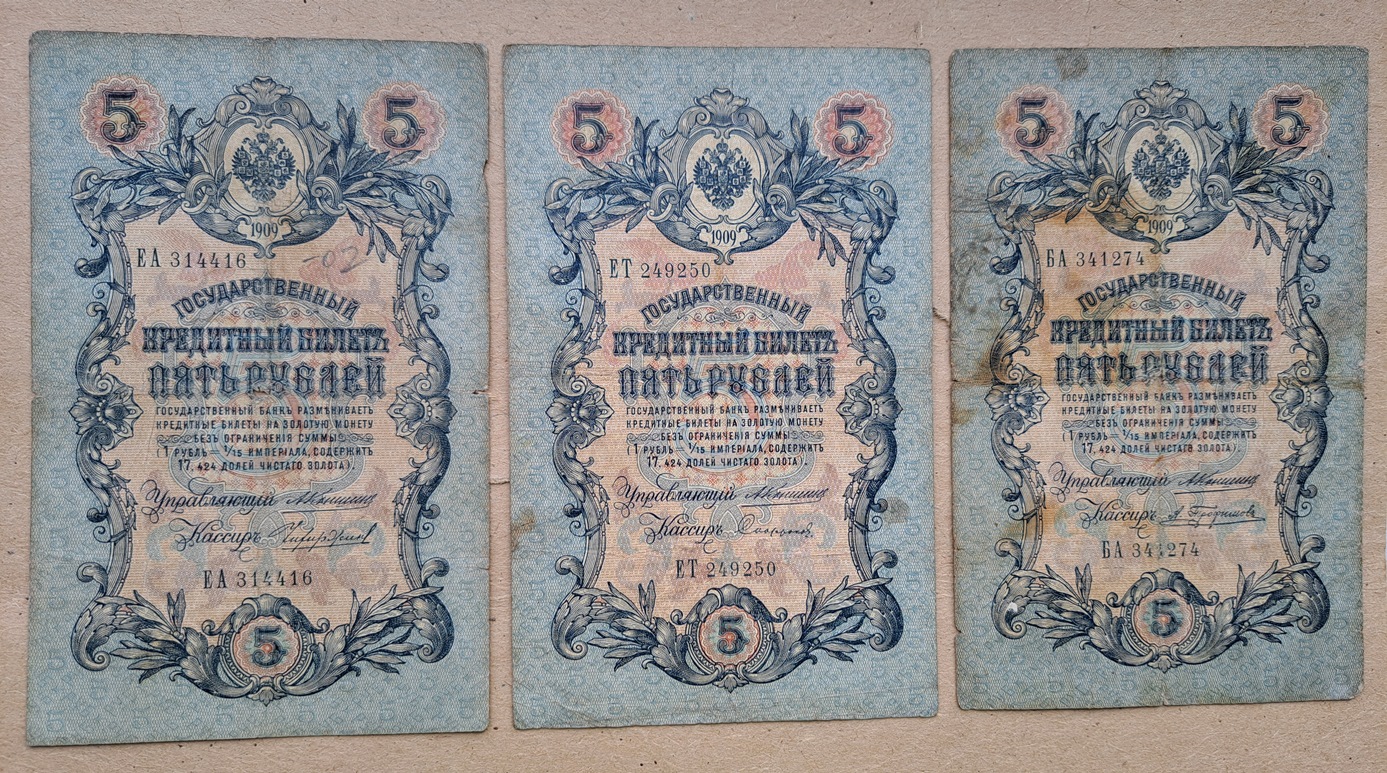 5 5
1909
ЕА 314416
-02
ГОСУДАРСТВЕННЫЙ
КРЕДИТНЫЙ БИЛЕТЪ
ПЯТЬ РУБЛЕЙ
ГОСУДАРСТВЕННЫЙ БАНКЪ РАЗМѢНИВАЕТЪ
КРЕДИТНЫЕ БИЛЕТЫ НА ЗОЛОТУЮ МОНЕТУ
БЕЗЪ ОГРАНИЧЕНІЯ СУММЫ
(1 РУБЛЬ = 1/15 ИМПЕРІАЛА, СОДЕРЖИТЪ
17,424 ДОЛЕЙ ЧИСТАГО ЗОЛОТА).
Управляющій
Кассиръ
ЕА 314416
5
5 5
1909
ЕТ 249250
ГОСУДАРСТВЕННЫЙ
КРЕДИТНЫЙ БИЛЕТЪ
ПЯТЬ РУБЛЕЙ
ГОСУДАРСТВЕННЫЙ БАНКЪ РАЗМѢНИВАЕТЪ
КРЕДИТНЫЕ БИЛЕТЫ НА ЗОЛОТУЮ МОНЕТУ
БЕЗЪ ОГРАНИЧЕНІЯ СУММЫ
(1 РУБЛЬ = 1/15 ИМПЕРІАЛА, СОДЕРЖИТЪ
17,424 ДОЛЕЙ ЧИСТАГО ЗОЛОТА).
Управляющій
Кассиръ
ЕТ 249250
5
5 5
1909
БА 341274
ГОСУДАРСТВЕННЫЙ
КРЕДИТНЫЙ БИЛЕТЪ
ПЯТЬ РУБЛЕЙ
ГОСУДАРСТВЕННЫЙ БАНКЪ РАЗМѢНИВАЕТЪ
КРЕДИТНЫЕ БИЛЕТЫ НА ЗОЛОТУЮ МОНЕТУ
БЕЗЪ ОГРАНИЧЕНІЯ СУММЫ
(1 РУБЛЬ = 1/15 ИМПЕРІАЛА, СОДЕРЖИТЪ
17,424 ДОЛЕЙ ЧИСТАГО ЗОЛОТА).
Управляющій
Кассиръ
БА 341274
5